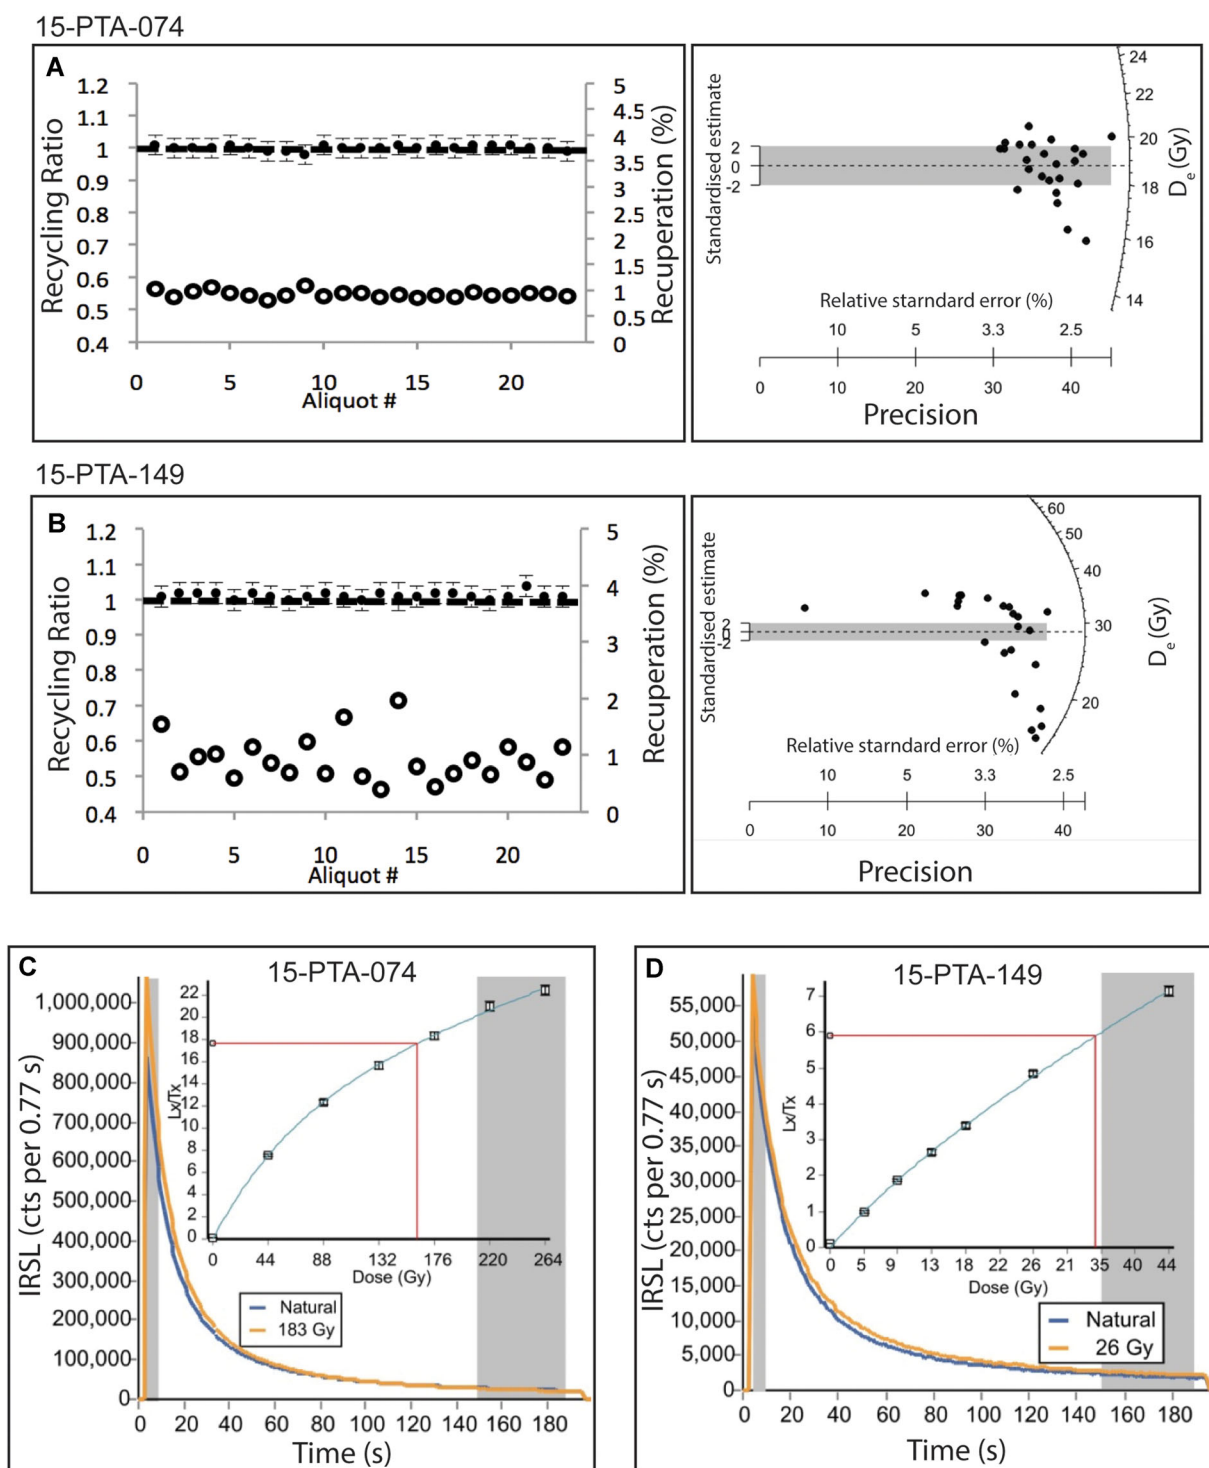 15-PTA-074
A
1.2
1.1
1
0.9
0.8
0.7
0.6
0.5
0.4
Recycling Ratio
5
4.5
4
3.5
3
2.5
2
1.5
1
0.5
0
Recuperation (%)
0 5 10 15 20
Aliquot #
Standardised estimate
2
0
-2
24
22
20
18
16
14
De (Gy)
Relative starndard error (%)
10 5 3.3 2.5
0 10 20 30 40
Precision
15-PTA-149
B
1.2
1.1
1
0.9
0.8
0.7
0.6
0.5
0.4
Recycling Ratio
5
4
3
2
1
0
Recuperation (%)
0 5 10 15 20
Aliquot #
Standardised estimate
2
0
-2
60
50
40
30
20
De (Gy)
Relative starndard error (%)
10 5 3.3 2.5
0 10 20 30 40
Precision
C
15-PTA-074
IRSL (cts per 0.77 s)
1,000,000
900,000
800,000
700,000
600,000
500,000
400,000
300,000
200,000
100,000
0
Lx/Tx
22
20
18
16
14
12
10
8
6
4
2
0
0 44 88 132 176 220 264
Dose (Gy)
Natural
183 Gy
0 20 40 60 80 100 120 140 160 180
Time (s)
D
15-PTA-149
IRSL (cts per 0.77 s)
55,000
50,000
45,000
40,000
35,000
30,000
25,000
20,000
15,000
10,000
5,000
0
Lx/Tx
7
6
5
4
3
2
1
0
0 5 9 13 18 22 26 21 35 40 44
Dose (Gy)
Natural
26 Gy
0 20 40 60 80 100 120 140 160 180
Time (s)